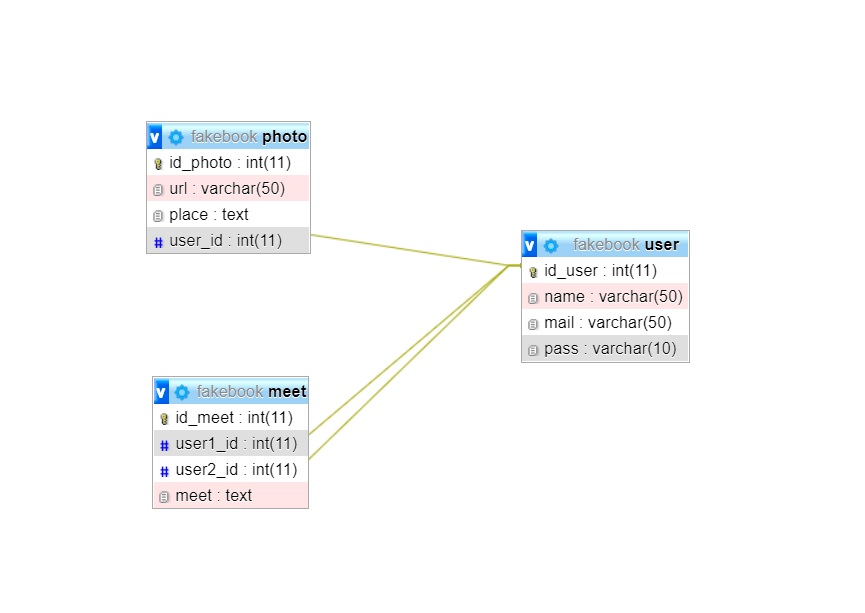 v fakebook photo
id_photo : int(11)
url : varchar(50)
place : text
# user_id : int(11)
v fakebook user
id_user : int(11)
name : varchar(50)
mail : varchar(50)
pass : varchar(10)
v fakebook meet
id_meet : int(11)
# user1_id : int(11)
# user2_id : int(11)
meet : text